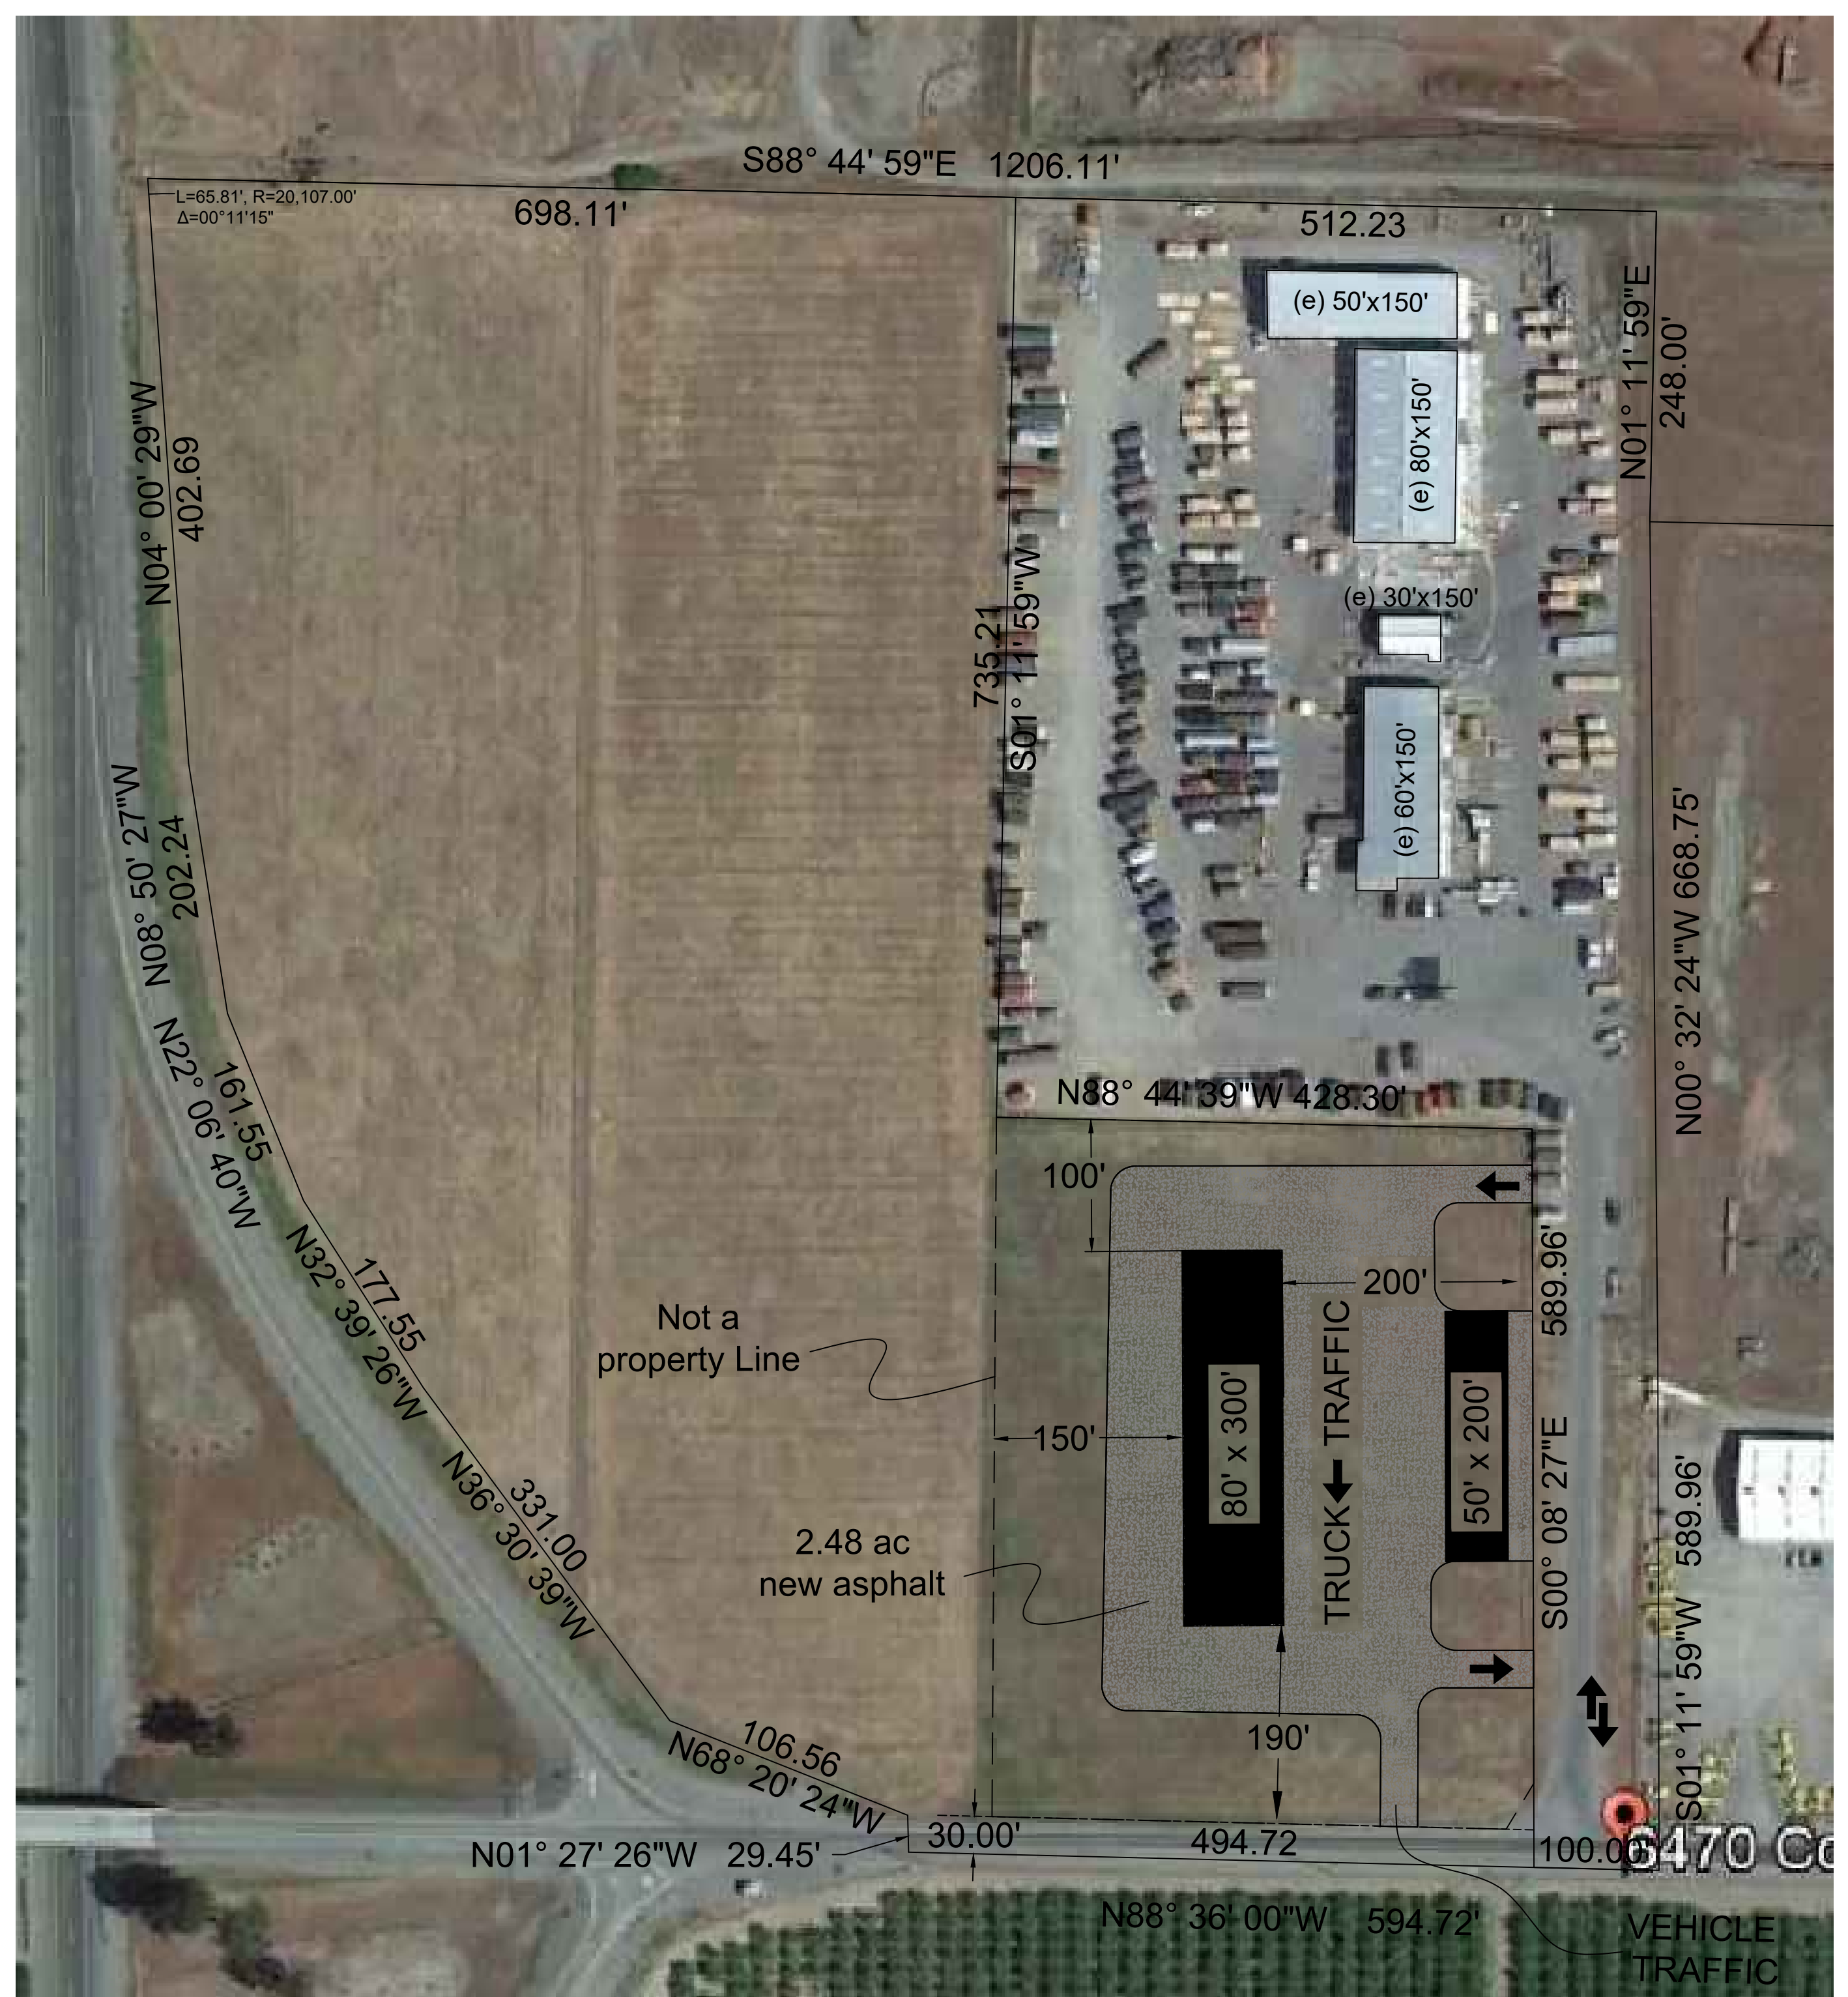 S88° 44' 59"E 1206.11'
L=65.81', R=20,107.00'
Δ=00°11'15"
698.11'
512.23
(e) 50'x150'
N01° 11' 59"E
248.00'
(e) 80'x150'
N04° 00' 29"W
402.69
(e) 30'x150'
735.21
S01° 11' 59"W
(e) 60'x150'
N08° 50' 27"W
202.24
N00° 32' 24"W 668.75'
N22° 06' 40"W
161.55
N88° 44' 39"W 428.30'
100'
589.96'
200'
N32° 39' 26"W
177.55
Not a
property Line
TRUCK TRAFFIC
80' x 300'
50' x 200'
150'
S00° 08' 27"E
N36° 30' 39"W
331.00
2.48 ac
new asphalt
S01° 11' 59"W 589.96'
190'
106.56
N68° 20' 24"W
N01° 27' 26"W 29.45'
30.00'
494.72
100.00'
6470 Co
N88° 36' 00"W 594.72'
VEHICLE
TRAFFIC